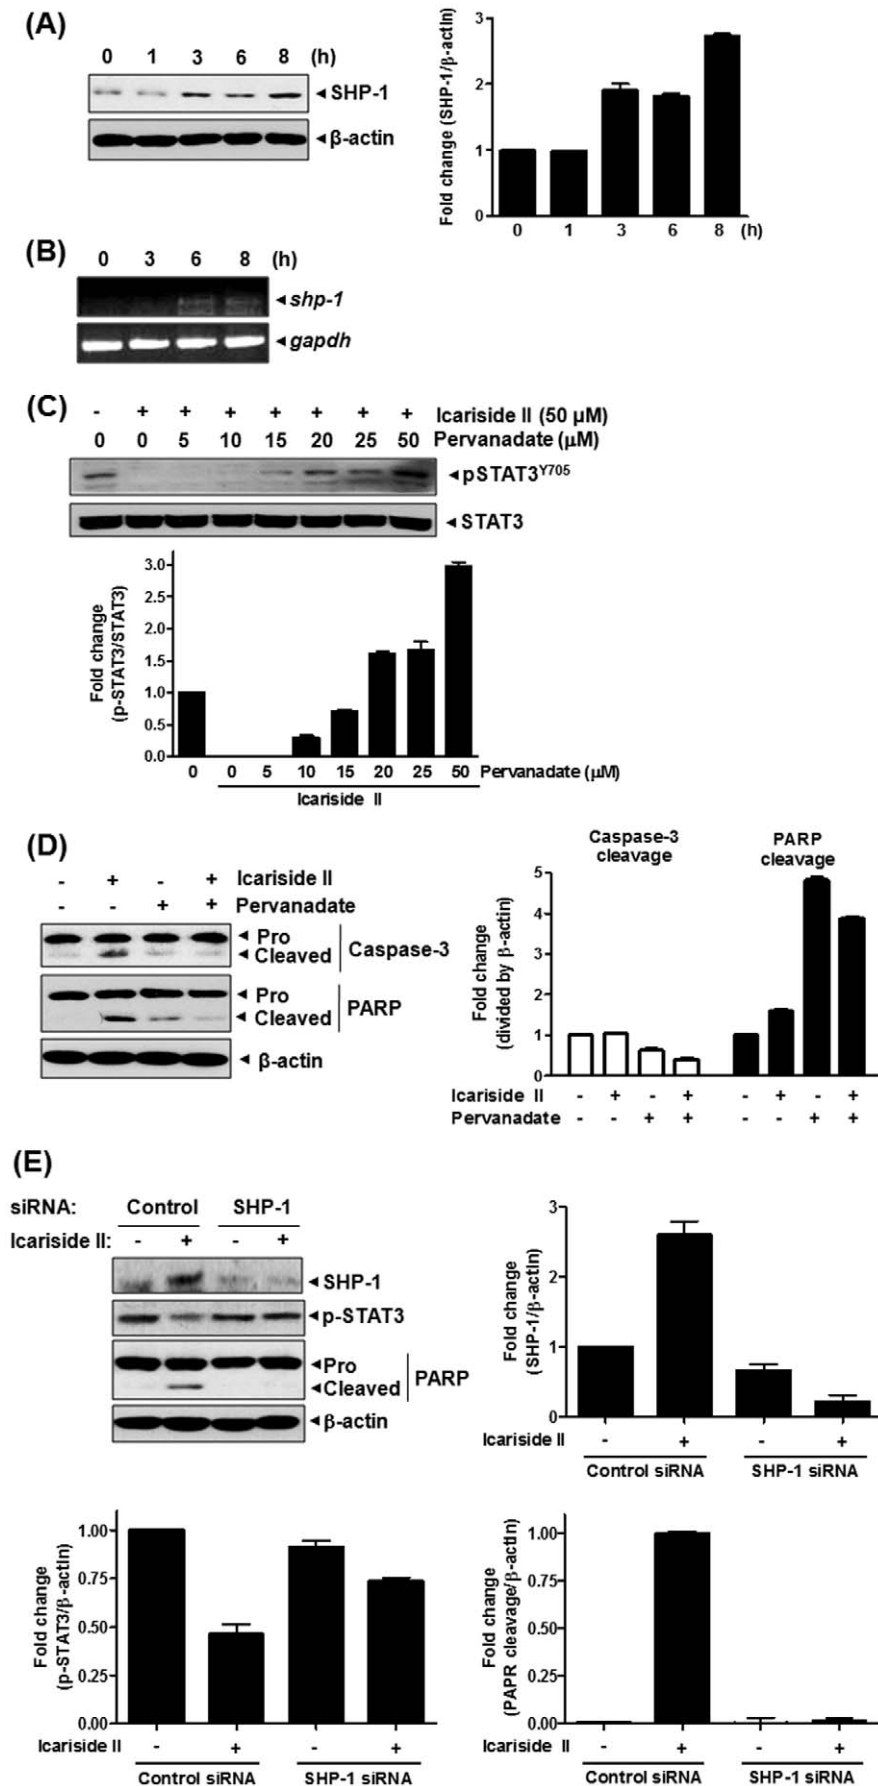 (A)
0 1 3 6 8 (h)
◄SHP-1
◄β-actin
Fold change (SHP-1/β-actin)
3
2
1
0
0 1 3 6 8 (h)
(B)
0 3 6 8 (h)
◄shp-1
◄gapdh
(C)
- + + + + + + + Icariside II (50 μM)
0 0 5 10 15 20 25 50 Pervanadate (μM)
◄pSTAT3Y705
◄STAT3
Fold change
(p-STAT3/STAT3)
3.0
2.5
2.0
1.5
1.0
0.5
0.0
0 0 5 10 15 20 25 50 Pervanadate (μM)
Icariside II
(D)
- + - + Icariside II
- - + + Pervanadate
◄ Pro
◄ Cleaved
Caspase-3
◄ Pro
◄ Cleaved
PARP
◄ β-actin
Caspase-3
cleavage
PARP
cleavage
Fold change
(divided by β-actin)
5
4
3
2
1
0
Icariside II - + - + - + - +
Pervanadate - - + + - - + +
(E)
siRNA: Control SHP-1
Icariside II: - + - +
◄SHP-1
◄p-STAT3
◄Pro
◄Cleaved
PARP
◄β-actin
Fold change
(SHP-1/β-actin)
3
2
1
0
Icariside II - + - +
Control siRNA SHP-1 siRNA
Fold change
(p-STAT3/β-actin)
1.00
0.75
0.50
0.25
0.00
Icariside II - + - +
Control siRNA SHP-1 siRNA
Fold change
(PAPR cleavage/β-actin)
1.00
0.75
0.50
0.25
0.00
Icariside II - + - +
Control siRNA SHP-1 siRNA